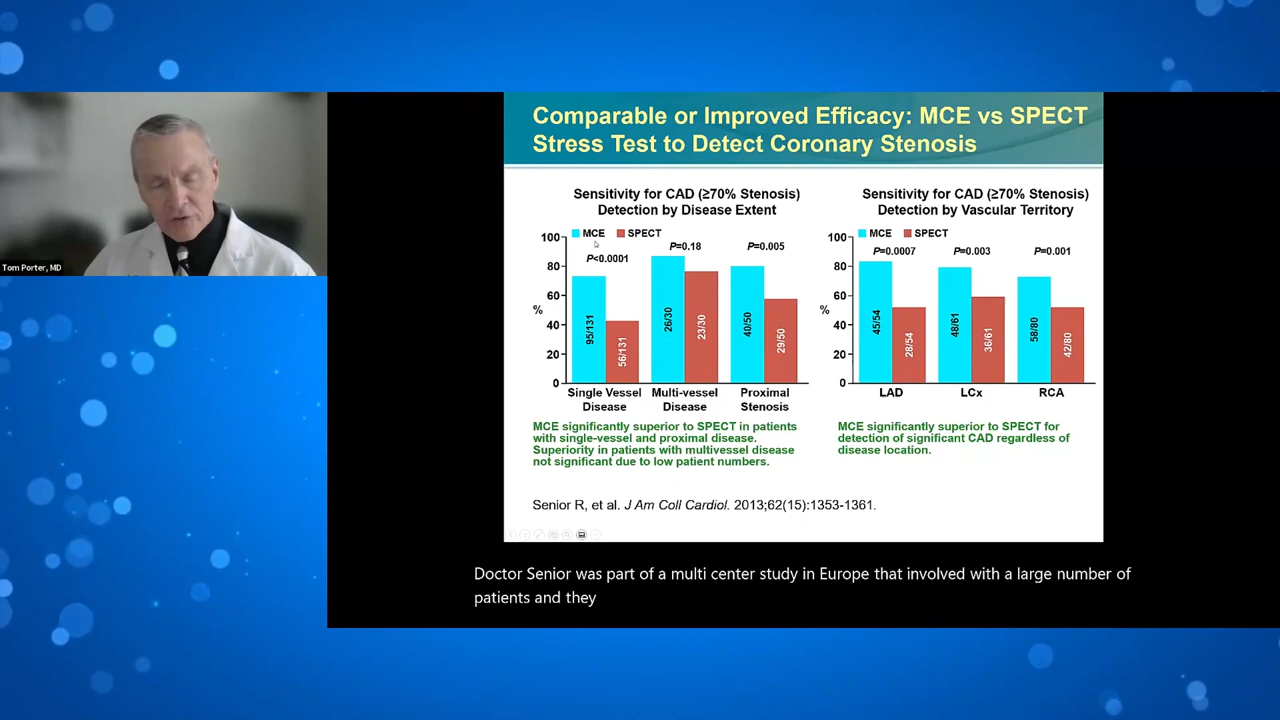 Comparable or Improved Efficacy: MCE vs SPECT
Stress Test to Detect Coronary Stenosis
Tom Porter, MD
Sensitivity for CAD (≥70% Stenosis)
Detection by Disease Extent
MCE SPECT
100
80
60
%
40
20
0
P<0.0001
P=0.18
P=0.005
95/131
56/131
26/30
23/30
40/50
29/50
Single Vessel
Disease
Multi-vessel
Disease
Proximal
Stenosis
MCE significantly superior to SPECT in patients
with single-vessel and proximal disease.
Superiority in patients with multivessel disease
not significant due to low patient numbers.
Sensitivity for CAD (≥70% Stenosis)
Detection by Vascular Territory
MCE SPECT
100
80
60
%
40
20
0
P=0.0007
P=0.003
P=0.001
45/54
28/54
48/61
36/61
58/80
42/80
LAD
LCx
RCA
MCE significantly superior to SPECT for
detection of significant CAD regardless of
disease location.
Senior R, et al. J Am Coll Cardiol. 2013;62(15):1353-1361.
Doctor Senior was part of a multi center study in Europe that involved with a large number of
patients and they